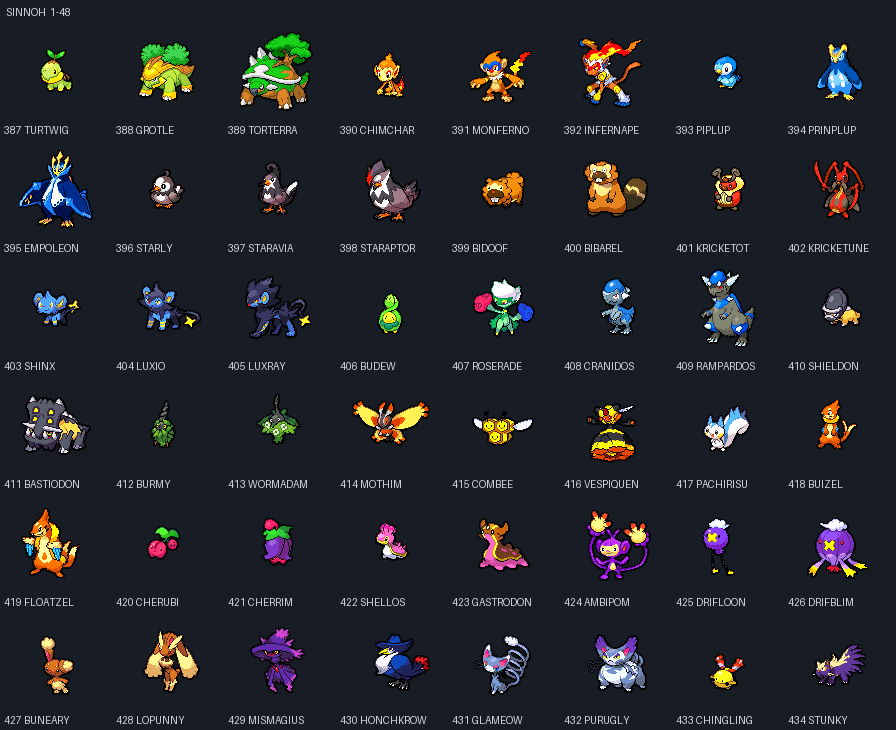 SINNOH 1-48
387 TURTWIG 388 GROTLE 389 TORTERRA 390 CHIMCHAR 391 MONFERNO 392 INFERNAPE 393 PIPLUP 394 PRINPLUP
395 EMPOLEON 396 STARLY 397 STARAVIA 398 STARAPTOR 399 BIDOOF 400 BIBAREL 401 KRICKETOT 402 KRICKETUNE
403 SHINX 404 LUXIO 405 LUXRAY 406 BUDEW 407 ROSERADE 408 CRANIDOS 409 RAMPARDOS 410 SHIELDON
411 BASTIODON 412 BURMY 413 WORMADAM 414 MOTHIM 415 COMBEE 416 VESPIQUEN 417 PACHIRISU 418 BUIZEL
419 FLOATZEL 420 CHERUBI 421 CHERRIM 422 SHELLOS 423 GASTRODON 424 AMBIPOM 425 DRIFLOON 426 DRIFBLIM
427 BUNEARY 428 LOPUNNY 429 MISMAGIUS 430 HONCHKROW 431 GLAMEOW 432 PURUGLY 433 CHINGLING 434 STUNKY